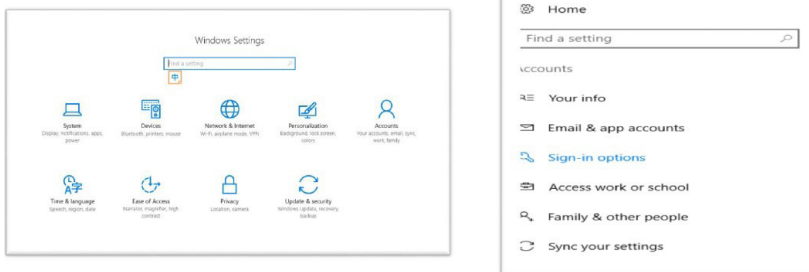 Windows Settings
Find a setting
中
System
Display, notifications, apps,
power
Devices
Bluetooth, printers, mouse
Network & Internet
Wi-Fi, airplane mode, VPN
Personalization
Background, lock screen,
colors
Accounts
Your accounts, email, sync,
work, family
Time & language
Speech, region, date
Ease of Access
Narrator, magnifier, high
contrast
Privacy
Location, camera
Update & security
Windows Update, recovery,
backup
Home
Find a setting
ccounts
Your info
Email & app accounts
Sign-in options
Access work or school
Family & other people
Sync your settings